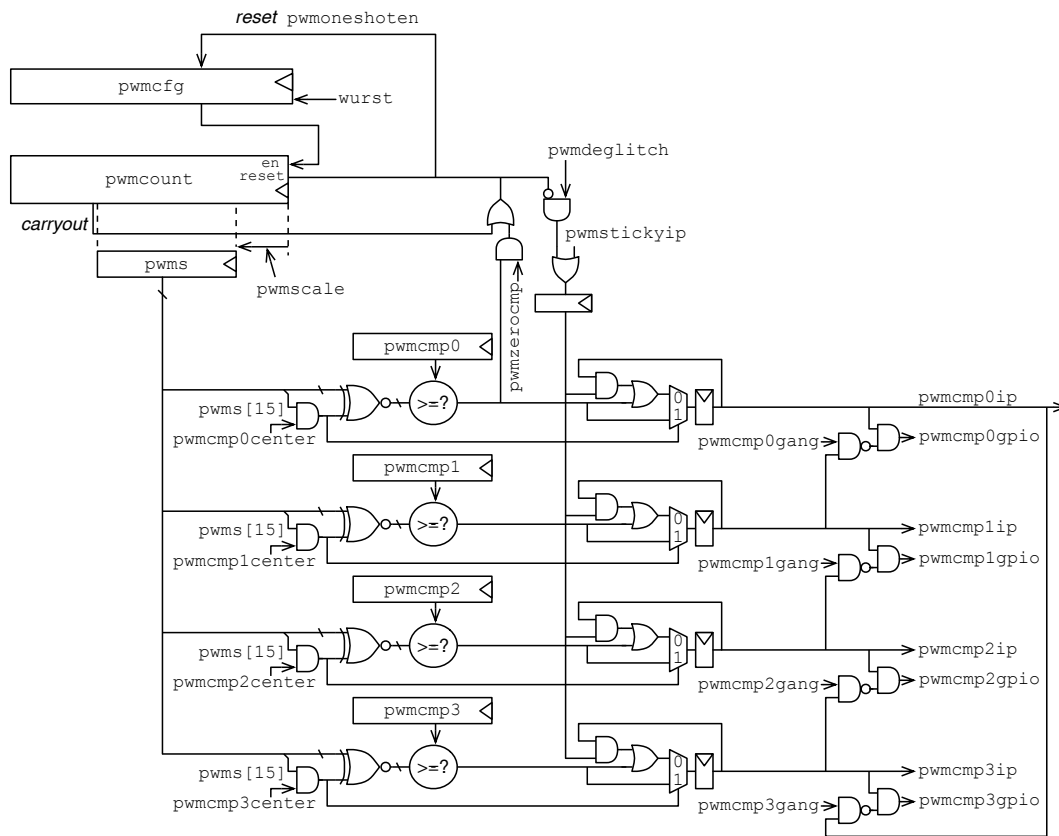 reset pwmoneshoten
pwmcfg
wurst
en
pwmcount
reset
pwmdeglitch
carryout
pwmstickyip
pwms
pwmscale
pwmzerocmp
pwmcmp0
>=?
0
1
pwmcmp0ip
pwms[15]
pwmcmp0center
pwmcmp0gang
pwmcmp0gpio
pwmcmp1
>=?
0
1
pwmcmp1ip
pwms[15]
pwmcmp1center
pwmcmp1gang
pwmcmp1gpio
pwmcmp2
>=?
0
1
pwmcmp2ip
pwms[15]
pwmcmp2center
pwmcmp2gang
pwmcmp2gpio
pwmcmp3
>=?
0
1
pwmcmp3ip
pwms[15]
pwmcmp3center
pwmcmp3gang
pwmcmp3gpio